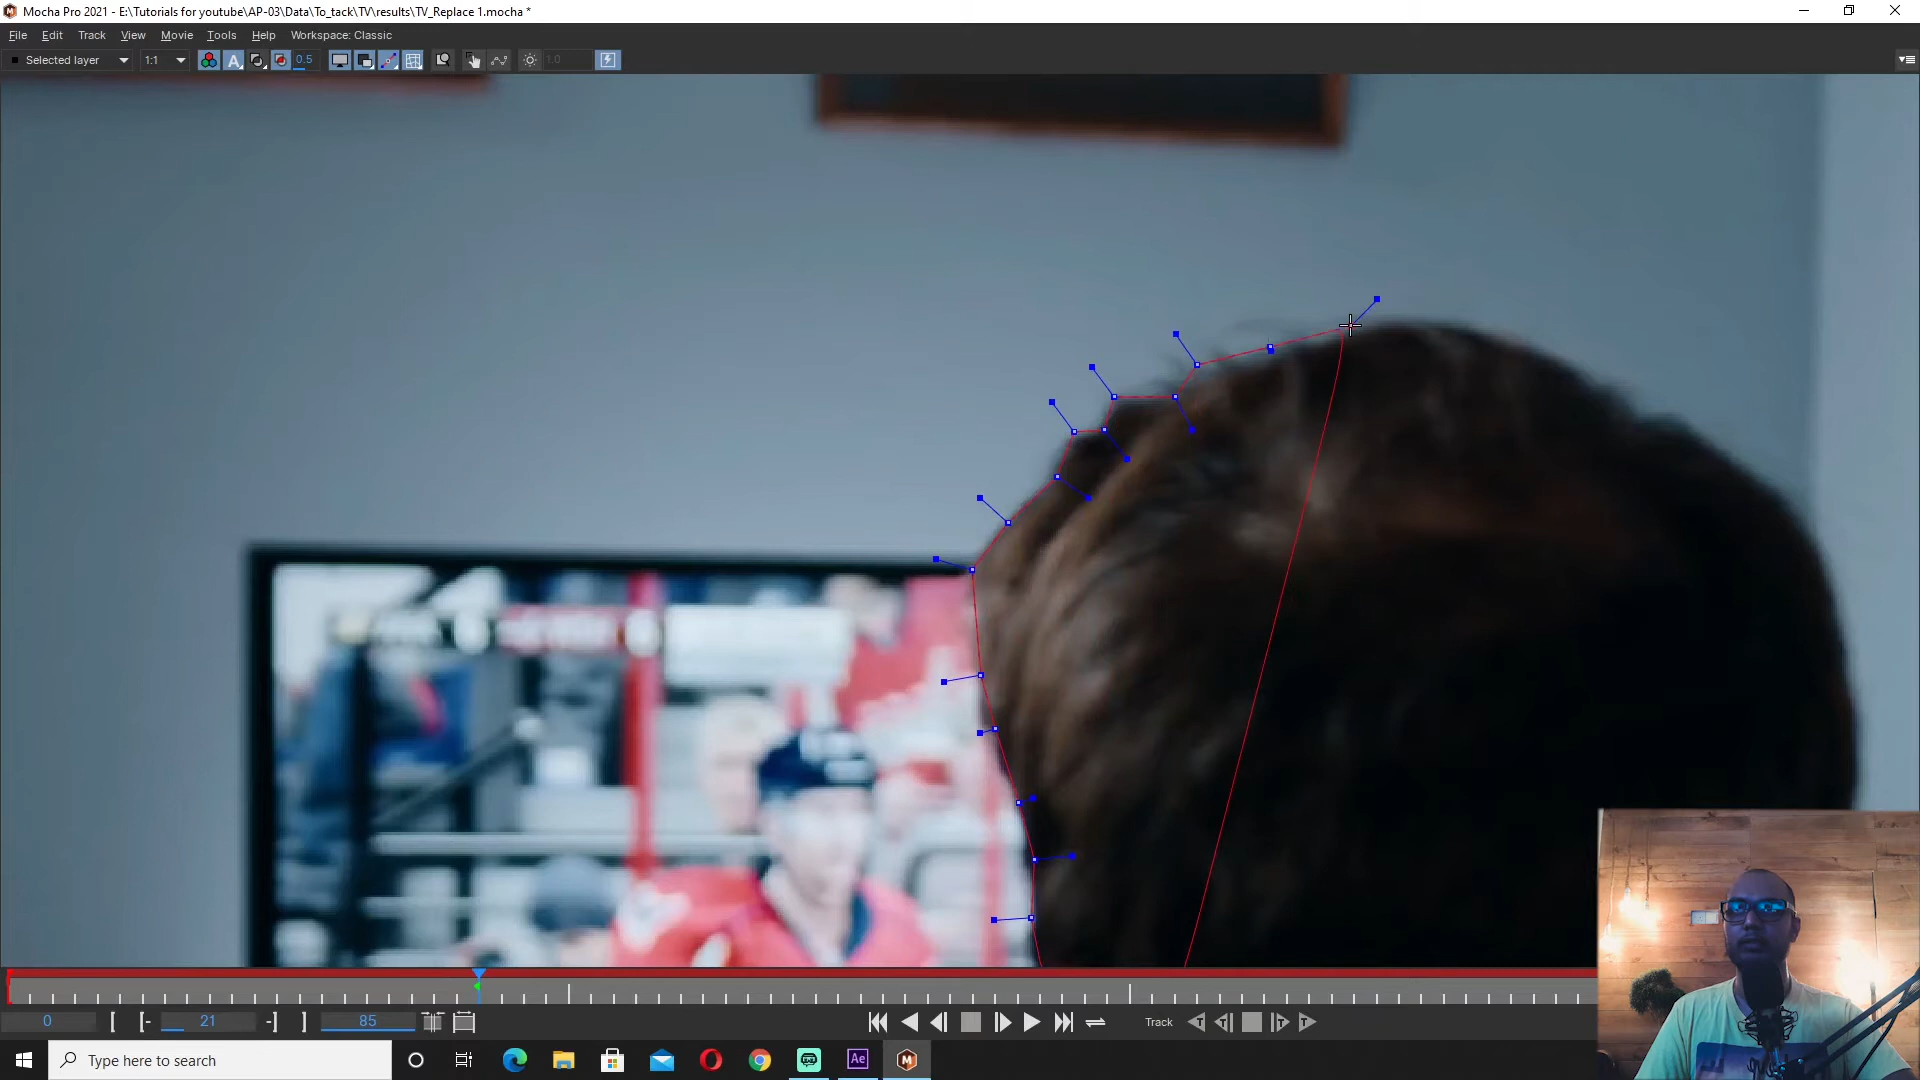 Mocha Pro 2021 - E:\Tutorials for youtube\AP-03\Data\To_tack\TV\results\TV_Replace 1.mocha *
File Edit Track View Movie Tools Help Workspace: Classic
Selected layer 1:1 A 0.5 1.0
0 21 85 Track
Type here to search Ae